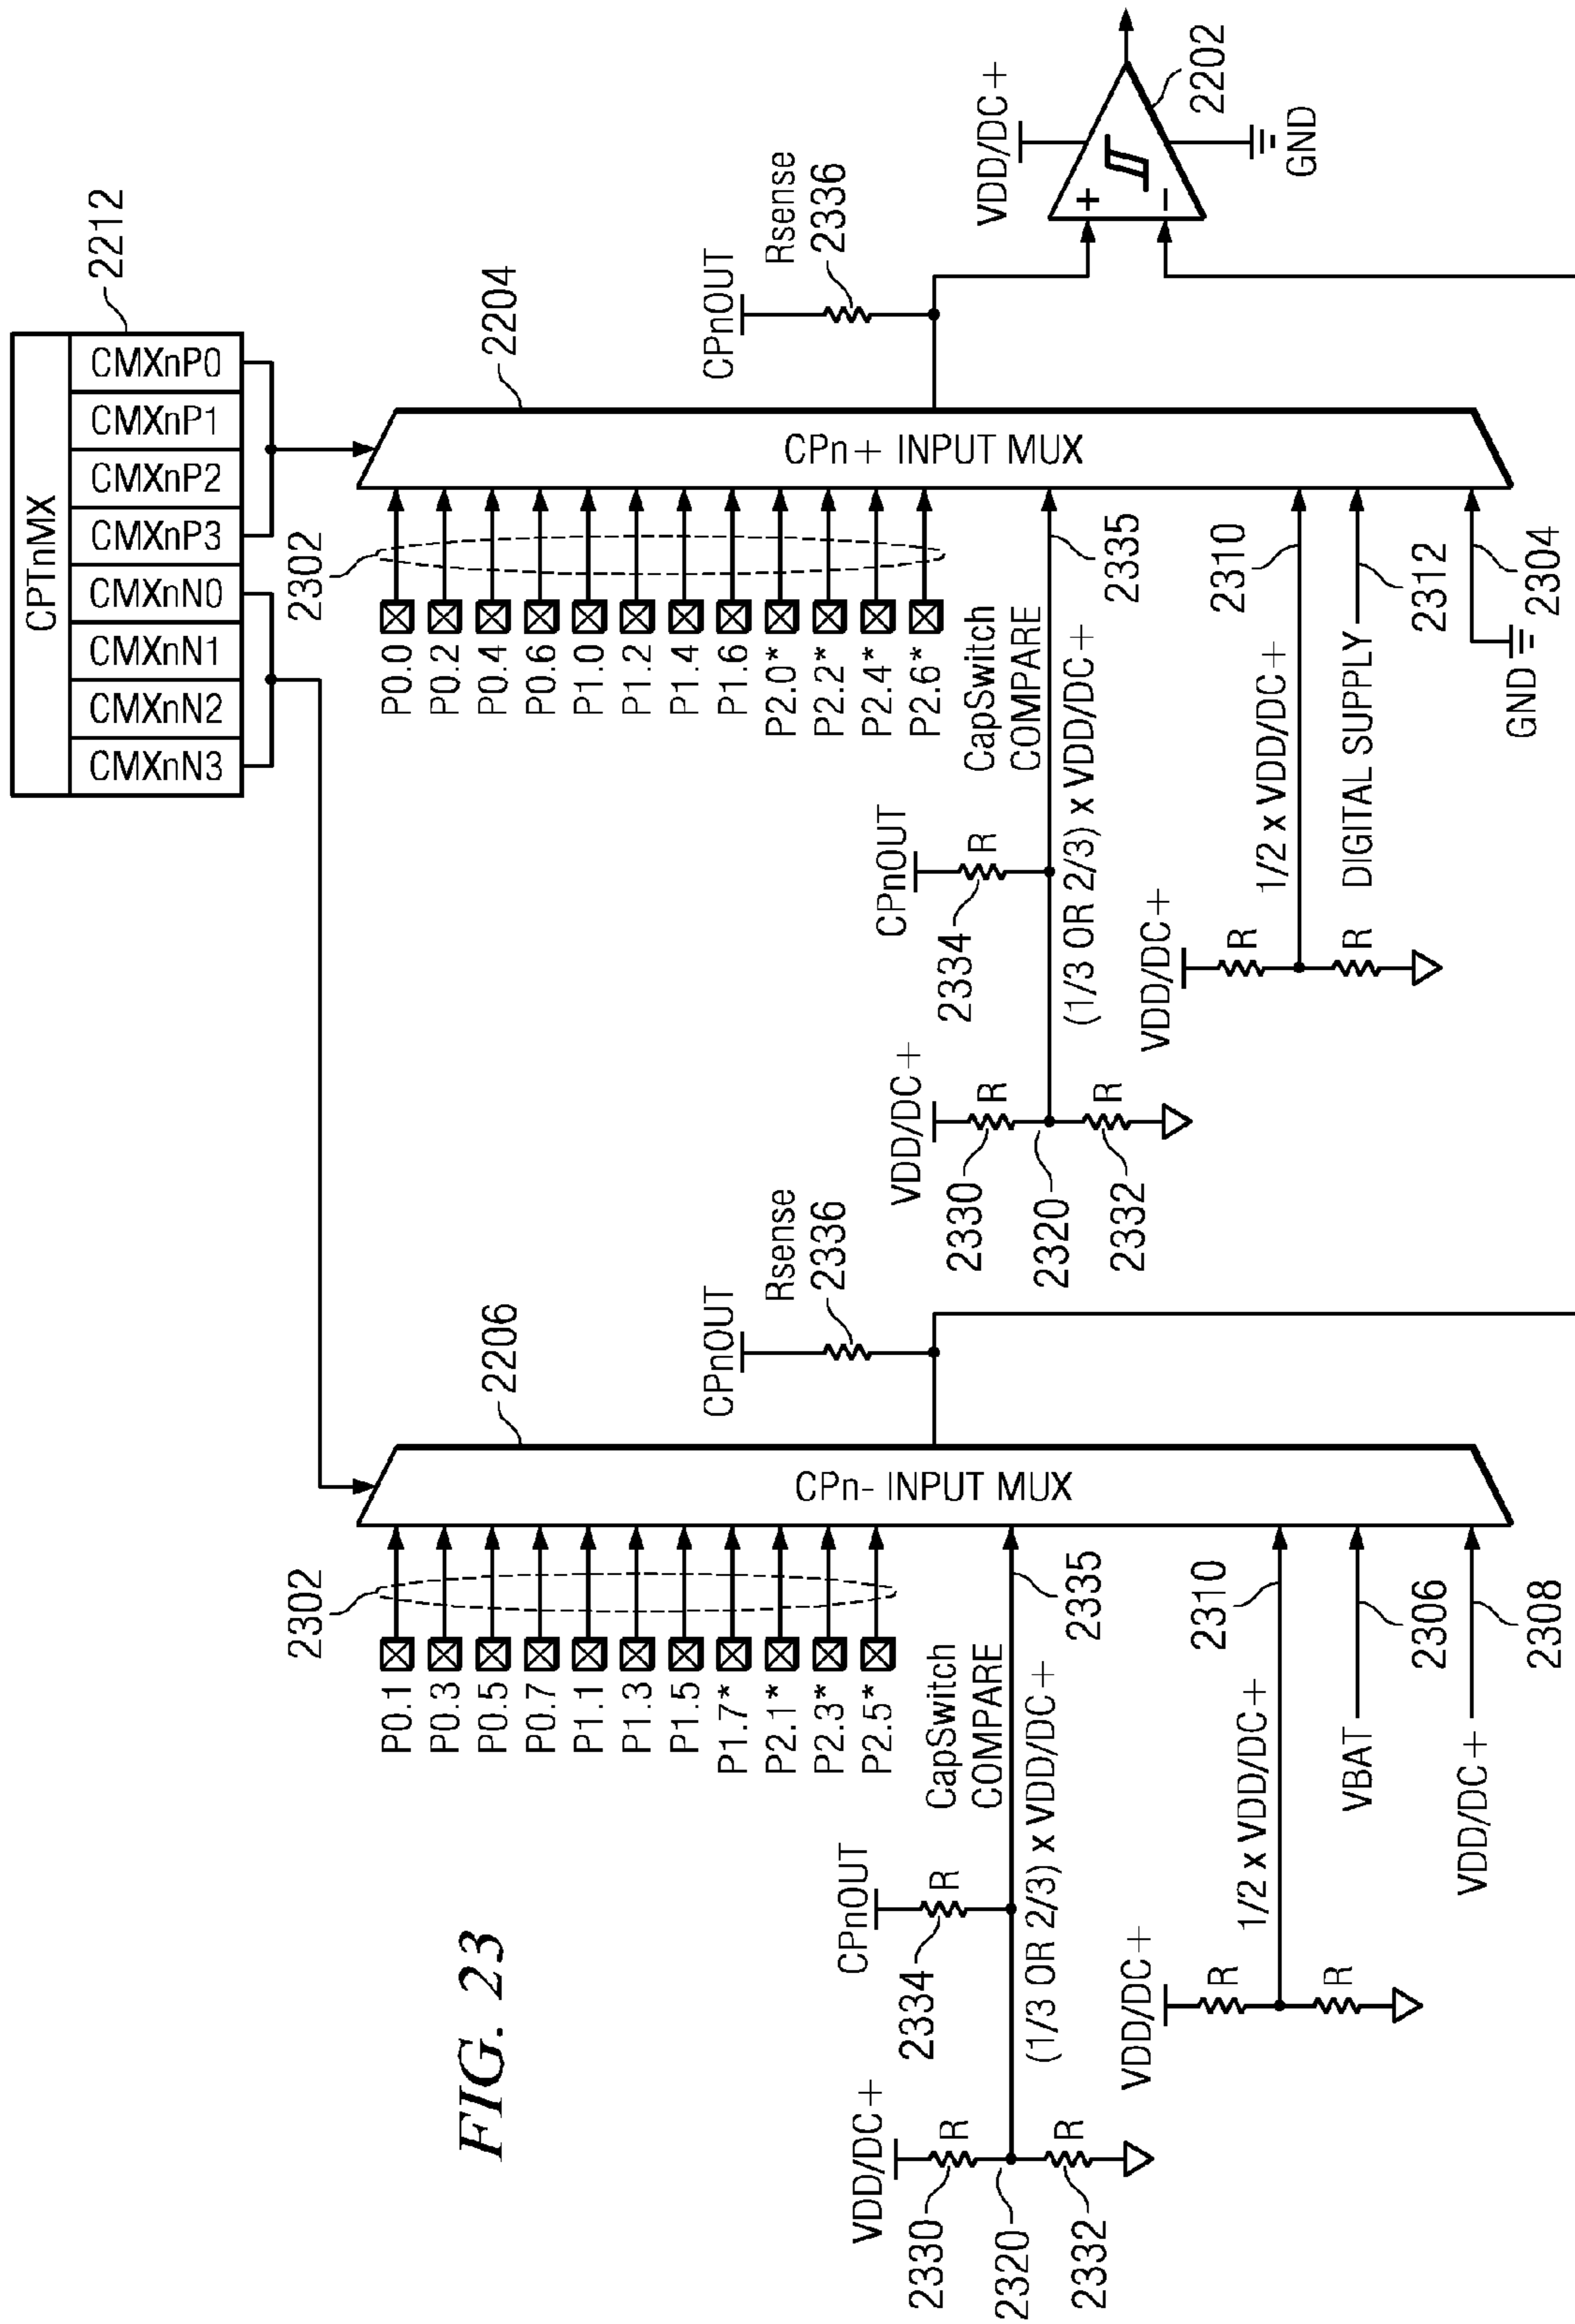 FIG. 23
CPTnMX
CMXnN3
CMXnN2
CMXnN1
CMXnN0
CMXnP3
CMXnP2
CMXnP1
CMXnP0
2212
2302
P0.1
P0.3
P0.5
P0.7
P1.1
P1.3
P1.5
P1.7*
P2.1*
P2.3*
P2.5*
CPn- INPUT MUX
2206
CPnOUT
Rsense
2336
CapSwitch
COMPARE
2335
(1/3 OR 2/3) x VDD/DC+
CPnOUT
R
2334
VDD/DC+
R
2330
2320
R
2332
VDD/DC+
R
R
1/2 x VDD/DC+
2310
VBAT
2306
VDD/DC+
2308
2302
P0.0
P0.2
P0.4
P0.6
P1.0
P1.2
P1.4
P1.6
P2.0*
P2.2*
P2.4*
P2.6*
CPn+ INPUT MUX
2204
CPnOUT
Rsense
2336
CapSwitch
COMPARE
2335
(1/3 OR 2/3) x VDD/DC+
CPnOUT
R
2334
VDD/DC+
R
2330
2320
R
2332
VDD/DC+
R
R
1/2 x VDD/DC+
2310
DIGITAL SUPPLY
2312
GND
2304
VDD/DC+
+
-
2202
GND